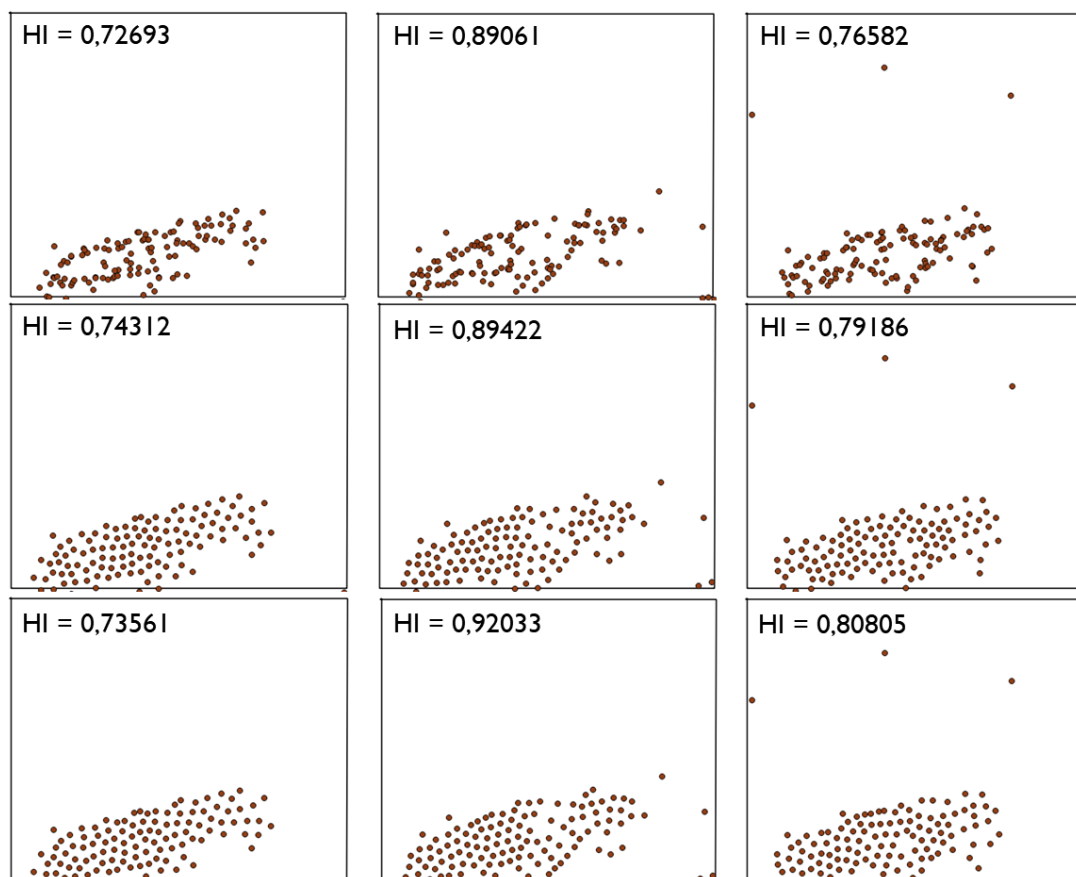 HI = 0,72693
HI = 0,89061
HI = 0,76582
HI = 0,74312
HI = 0,89422
HI = 0,79186
HI = 0,73561
HI = 0,92033
HI = 0,80805